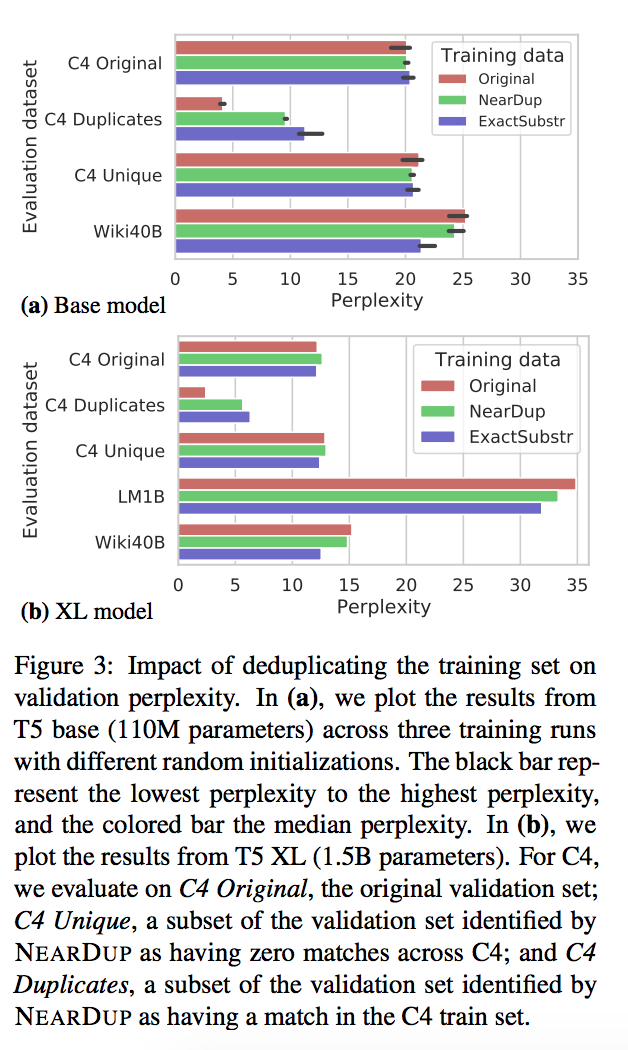 Evaluation dataset
C4 Original
C4 Duplicates
C4 Unique
Wiki40B
Training data
Original
NearDup
ExactSubstr
0 5 10 15 20 25 30 35
Perplexity
(a) Base model
Evaluation dataset
C4 Original
C4 Duplicates
C4 Unique
LM1B
Wiki40B
Training data
Original
NearDup
ExactSubstr
0 5 10 15 20 25 30 35
Perplexity
(b) XL model
Figure 3: Impact of deduplicating the training set on
validation perplexity. In (a), we plot the results from
T5 base (110M parameters) across three training runs
with different random initializations. The black bar rep-
resent the lowest perplexity to the highest perplexity,
and the colored bar the median perplexity. In (b), we
plot the results from T5 XL (1.5B parameters). For C4,
we evaluate on C4 Original, the original validation set;
C4 Unique, a subset of the validation set identified by
NEARDUP as having zero matches across C4; and C4
Duplicates, a subset of the validation set identified by
NEARDUP as having a match in the C4 train set.